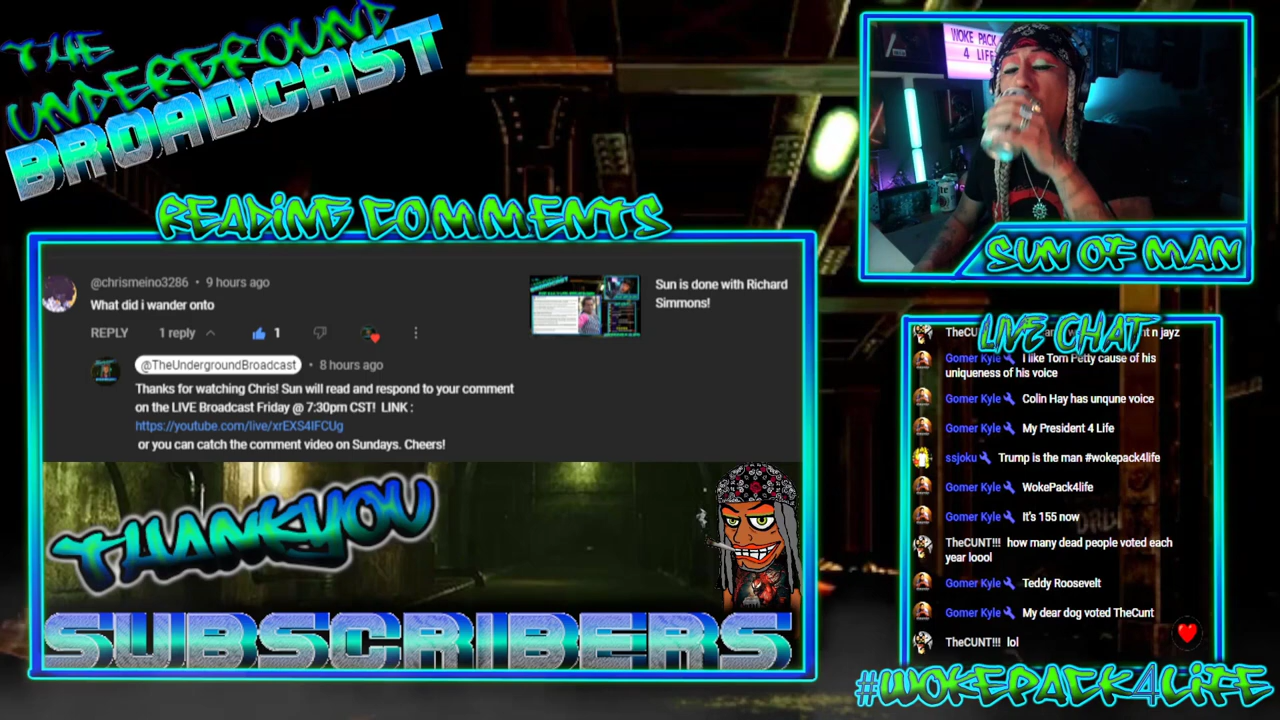 THE
UNDERGROUND
BROADCAST
READING COMMENTS
@chrismeino3286 • 9 hours ago
What did i wander onto
REPLY 1 reply 1
@TheUndergroundBroadcast • 8 hours ago
Thanks for watching Chris! Sun will read and respond to your comment
on the LIVE Broadcast Friday @ 7:30pm CST! LINK :
https://youtube.com/live/xrEXS4IFCUg
or you can catch the comment video on Sundays. Cheers!
Sun is done with Richard
Simmons!
THANKYOU
SUBSCRIBERS
WOKE PACK
4 LIFE
SUN OF MAN
LIVE CHAT
n jayz
Gomer Kyle I like Tom Petty cause of his
uniqueness of his voice
Gomer Kyle Colin Hay has unqune voice
Gomer Kyle My President 4 Life
ssjoku Trump is the man #wokepack4life
Gomer Kyle WokePack4life
Gomer Kyle It's 155 now
TheCUNT!!! how many dead people voted each
year loool
Gomer Kyle Teddy Roosevelt
Gomer Kyle My dear dog voted TheCunt
TheCUNT!!! lol
#WOKEPACK4LIFE